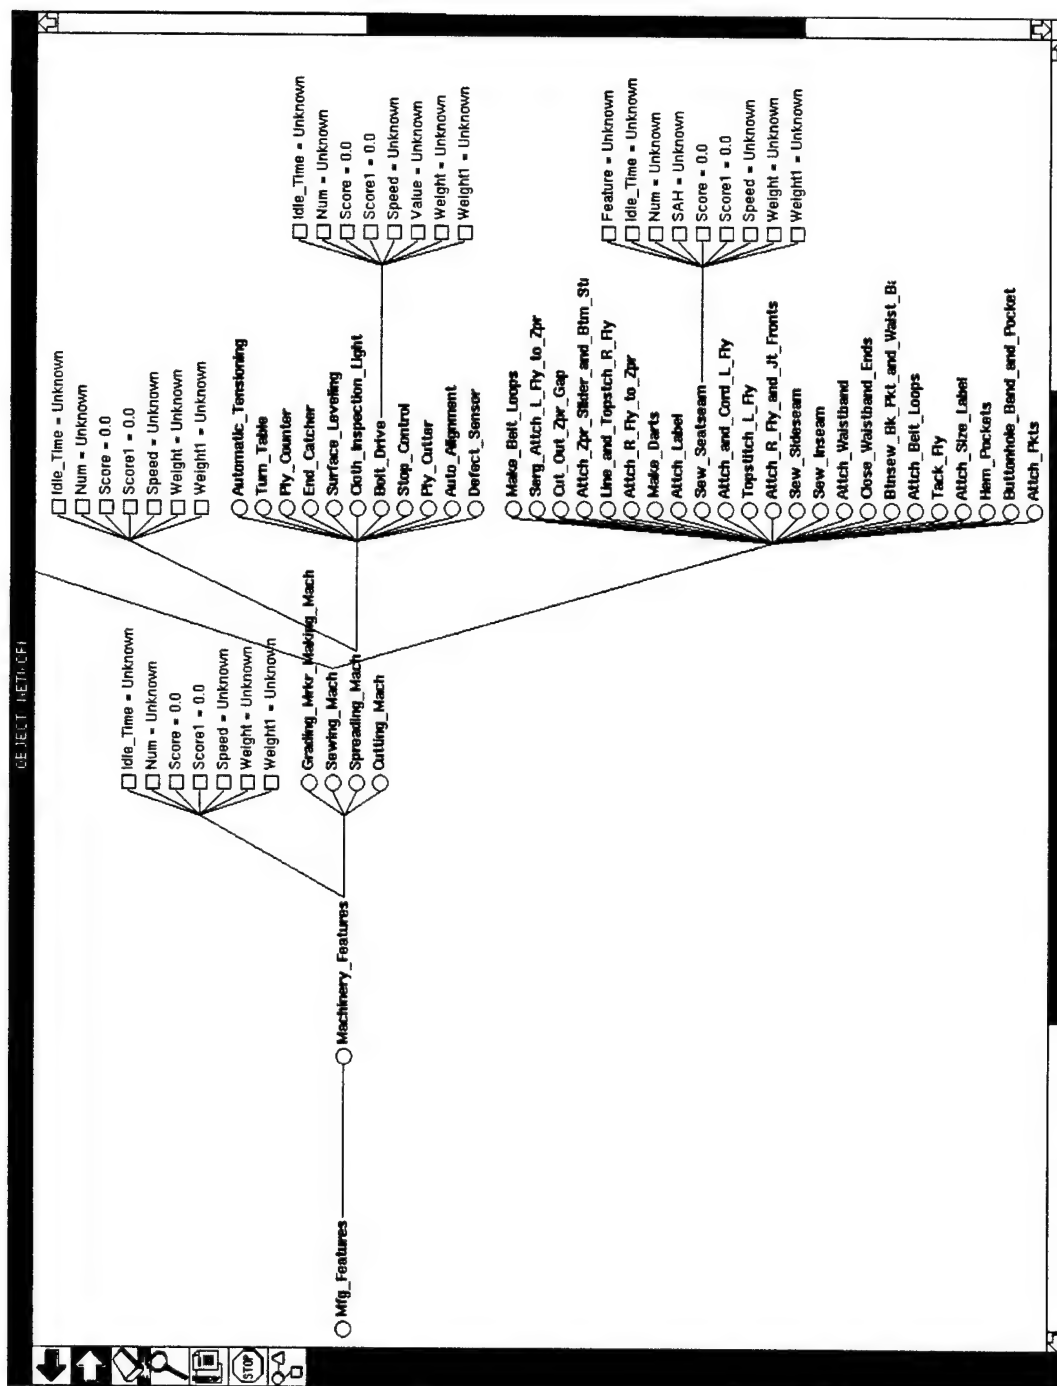 OBJECT NETWORK
STOP
Idle_Time = Unknown
Num = Unknown
Score = 0.0
Score1 = 0.0
Speed = Unknown
Weight = Unknown
Weight1 = Unknown
Idle_Time = Unknown
Num = Unknown
Score = 0.0
Score1 = 0.0
Speed = Unknown
Weight = Unknown
Weight1 = Unknown
Mfg_Features
Machinery_Features
Grading_Mrkr_Making_Mach
Sewing_Mach
Spreading_Mach
Cutting_Mach
Automatic_Tensioning
Turn_Table
Ply_Counter
End_Catcher
Surface_Leveling
Cloth_Inspection_Light
Bolt_Drive
Stop_Control
Ply_Cutter
Auto_Alignment
Defect_Sensor
Idle_Time = Unknown
Num = Unknown
Score = 0.0
Score1 = 0.0
Speed = Unknown
Value = Unknown
Weight = Unknown
Weight1 = Unknown
Make_Belt_Loops
Serg_Attch_L_Fly_to_Zpr
Cut_Out_Zpr_Gap
Attch_Zpr_Slider_and_Btm_St
Line_and_Topstch_R_Fly
Attch_R_Fly_to_Zpr
Make_Darts
Attch_Label
Sew_Seatseam
Attch_and_Cord_L_Fly
Topstitch_L_Fly
Attch_R_Fly_and_Jt_Fronts
Sew_Sideseam
Sew_Inseam
Attch_Waistband
Close_Waistband_Ends
Btnsew_Bk_Pkt_and_Waist_Ba
Attch_Belt_Loops
Tack_Fly
Attch_Size_Label
Hem_Pockets
Buttonhole_Band_and_Pocket
Attch_Pkts
Feature = Unknown
Idle_Time = Unknown
Num = Unknown
SAH = Unknown
Score = 0.0
Score1 = 0.0
Speed = Unknown
Weight = Unknown
Weight1 = Unknown